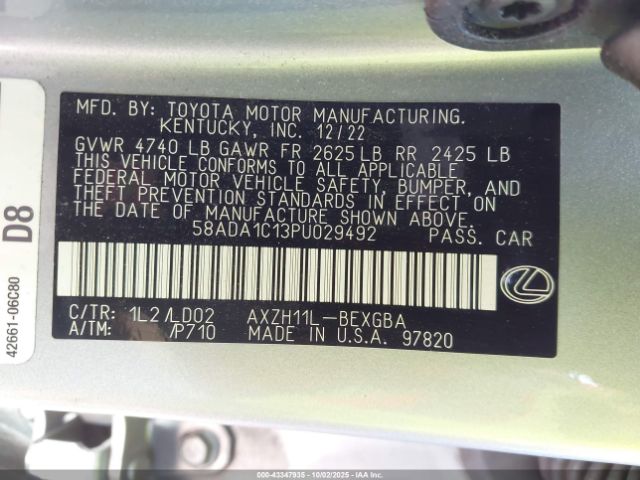 MFD. BY: TOYOTA MOTOR MANUFACTURING.
KENTUCKY, INC. 12/22
GVWR 4740 LB GAWR FR 2625 LB RR 2425 LB
THIS VEHICLE CONFORMS TO ALL APPLICABLE
FEDERAL MOTOR VEHICLE SAFETY, BUMPER, AND
THEFT PREVENTION STANDARDS IN EFFECT ON
THE DATE OF MANUFACTURE SHOWN ABOVE.
58ADA1C13PU029492 PASS. CAR
C/TR: 1L2 /LD02 AXZH11L-BEXGBA
A/TM: /P710 MADE IN U.S.A. 97820
42661-06C80 D8
000-43347935 10/02/2025 IAAI.COM